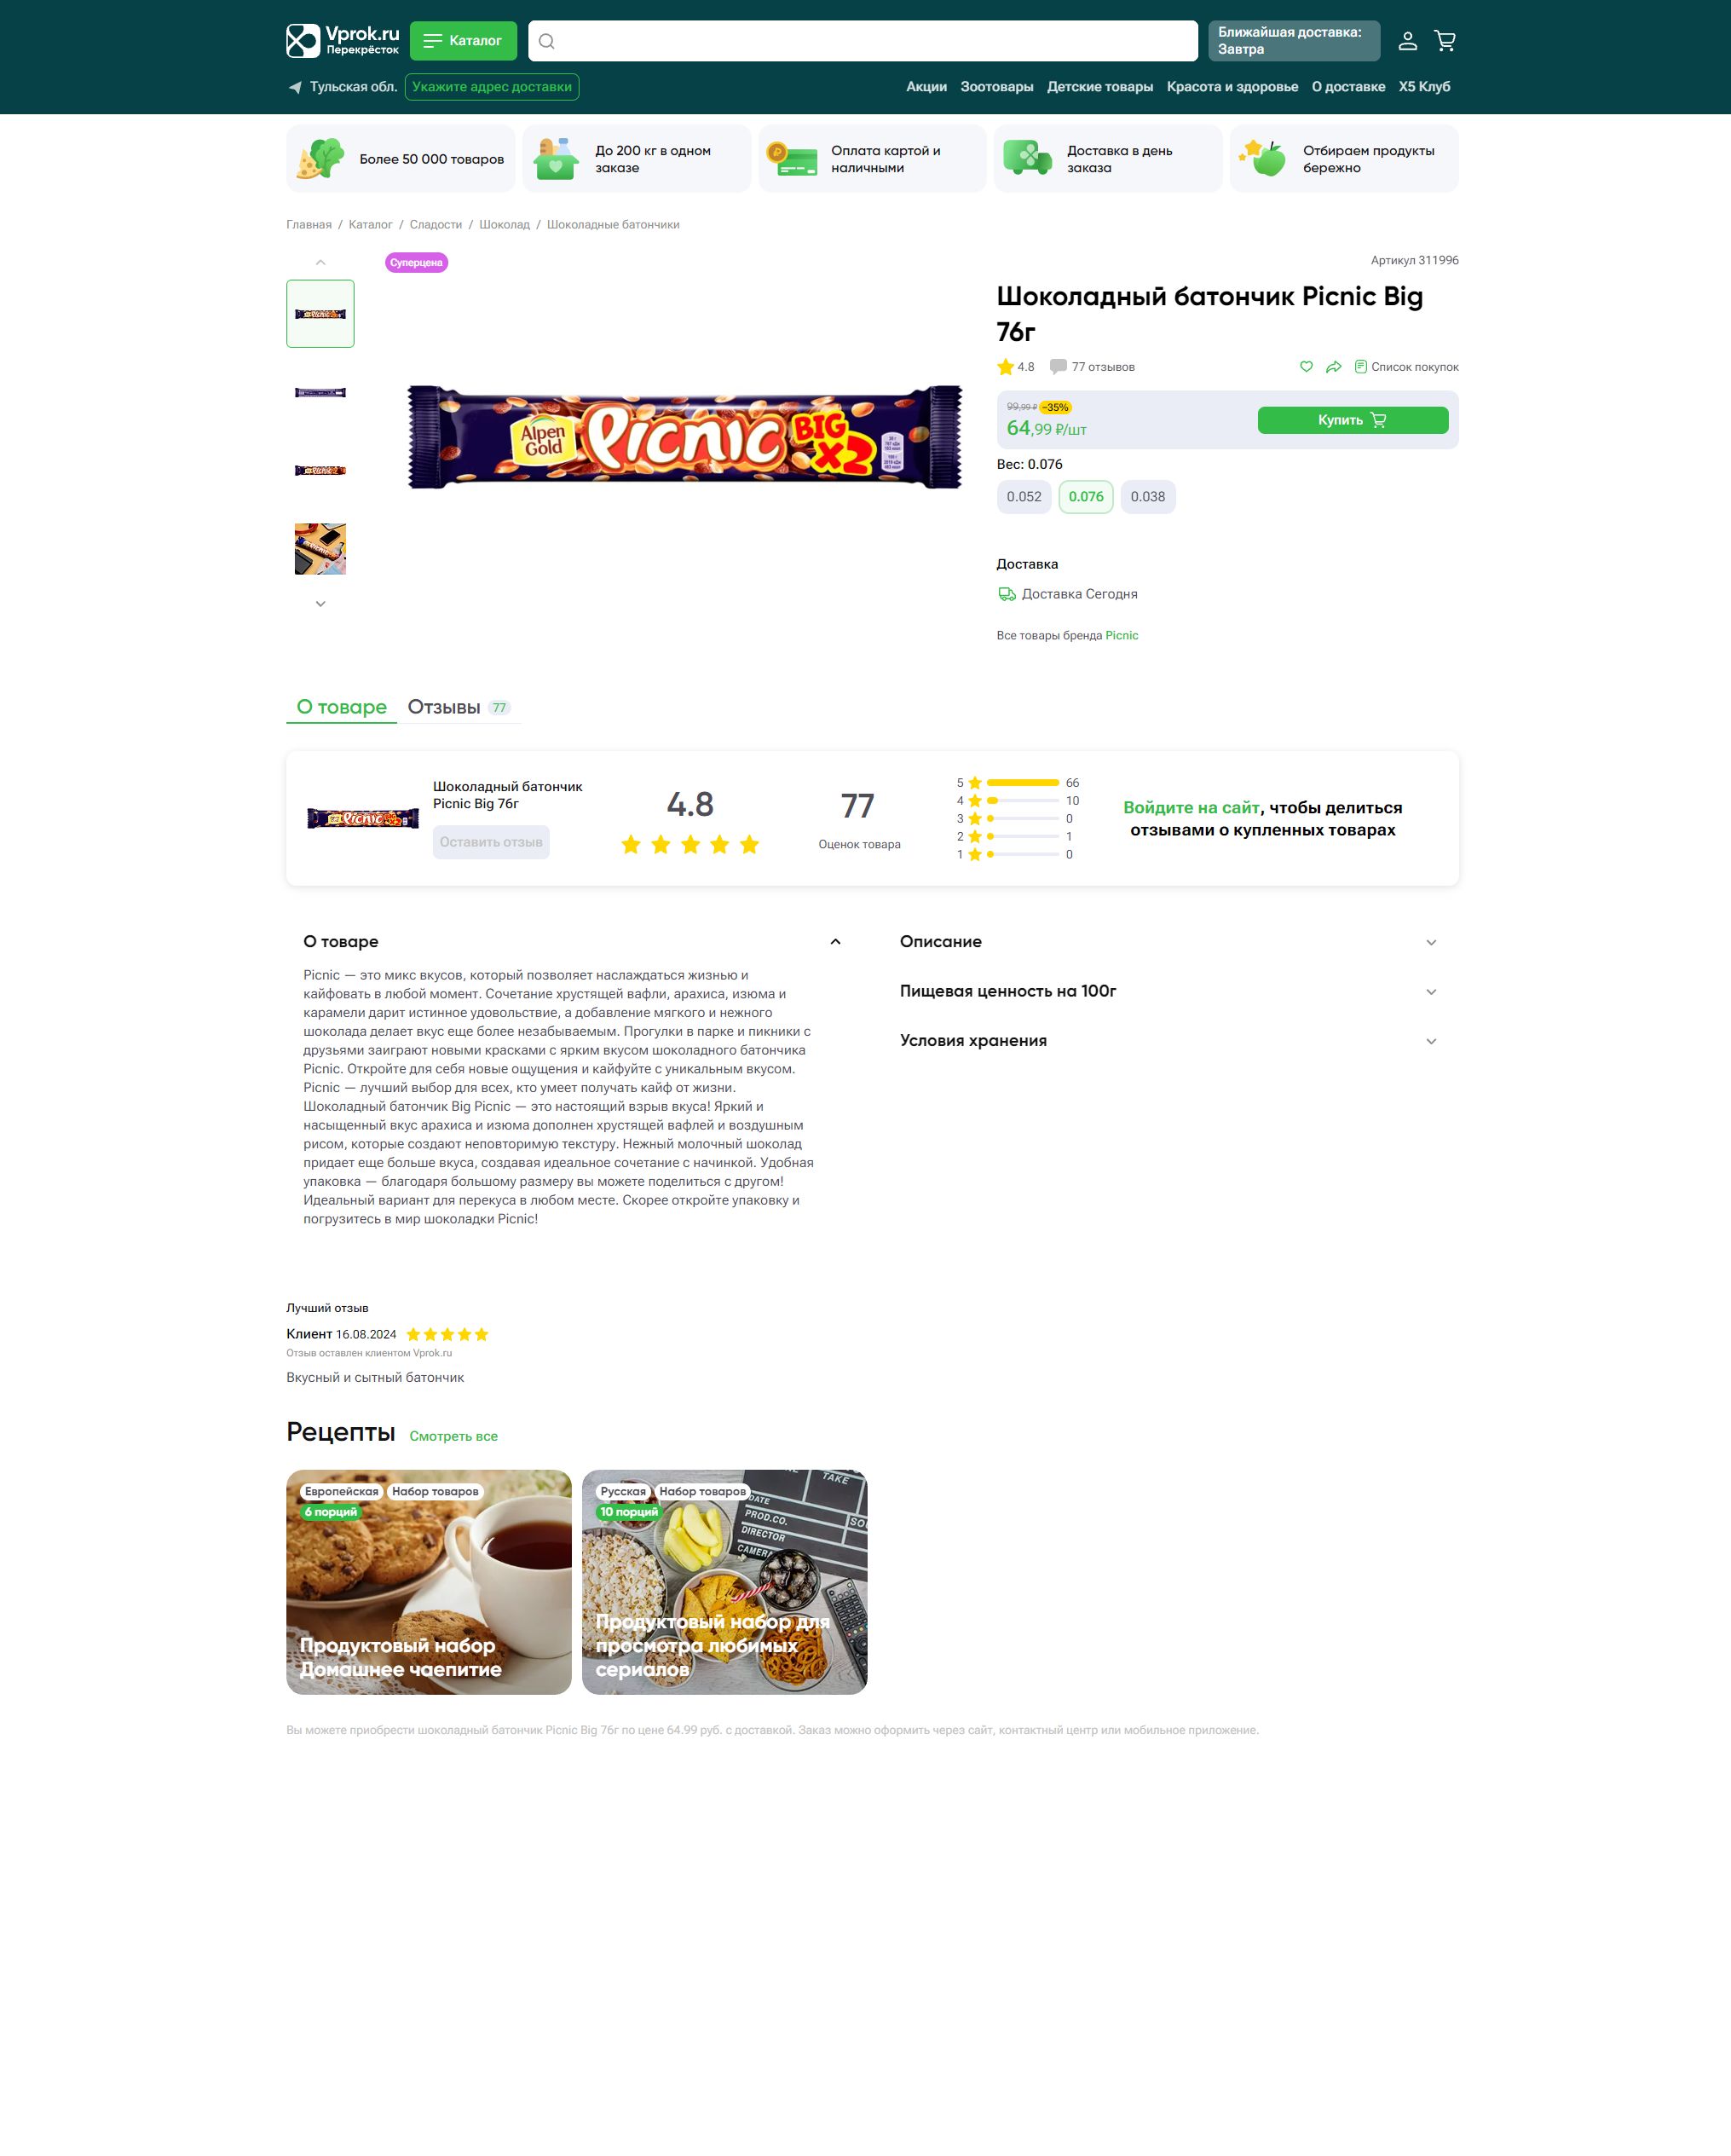 Vprok.ru
Перекрёсток
Каталог
Ближайшая доставка:
Завтра
Тульская обл.
Укажите адрес доставки
Акции
Зоотовары
Детские товары
Красота и здоровье
О доставке
Х5 Клуб
Более 50 000 товаров
До 200 кг в одном
заказе
Оплата картой и
наличными
Доставка в день
заказа
Отбираем продукты
бережно
Главная / Каталог / Сладости / Шоколад / Шоколадные батончики
Суперцена
Артикул 311996
Шоколадный батончик Picnic Big
76г
4.8
77 отзывов
Список покупок
99,99 ₽ −35%
64,99 ₽/шт
Купить
Вес: 0.076
0.052
0.076
0.038
Alpen
Gold
Picnic
BIG
X2
Доставка
Доставка Сегодня
Все товары бренда Picnic
О товаре
Отзывы 77
Шоколадный батончик
Picnic Big 76г
Оставить отзыв
4.8
77
Оценок товара
5 66
4 10
3 0
2 1
1 0
Войдите на сайт, чтобы делиться
отзывами о купленных товарах
О товаре
Picnic — это микс вкусов, который позволяет наслаждаться жизнью и
кайфовать в любой момент. Сочетание хрустящей вафли, арахиса, изюма и
карамели дарит истинное удовольствие, а добавление мягкого и нежного
шоколада делает вкус еще более незабываемым. Прогулки в парке и пикники с
друзьями заиграют новыми красками с ярким вкусом шоколадного батончика
Picnic. Откройте для себя новые ощущения и кайфуйте с уникальным вкусом.
Picnic — лучший выбор для всех, кто умеет получать кайф от жизни.
Шоколадный батончик Big Picnic — это настоящий взрыв вкуса! Яркий и
насыщенный вкус арахиса и изюма дополнен хрустящей вафлей и воздушным
рисом, которые создают неповторимую текстуру. Нежный молочный шоколад
придает еще больше вкуса, создавая идеальное сочетание с начинкой. Удобная
упаковка — благодаря большому размеру вы можете поделиться с другом!
Идеальный вариант для перекуса в любом месте. Скорее откройте упаковку и
погрузитесь в мир шоколадки Picnic!
Описание
Пищевая ценность на 100г
Условия хранения
Лучший отзыв
Клиент 16.08.2024
Отзыв оставлен клиентом Vprok.ru
Вкусный и сытный батончик
Рецепты
Смотреть все
Европейская
Набор товаров
6 порций
Продуктовый набор
Домашнее чаепитие
Русская
Набор товаров
10 порций
TAKE
DATE
PROD.CO.
DIRECTOR
CAMERA
Продуктовый набор для
просмотра любимых
сериалов
Вы можете приобрести шоколадный батончик Picnic Big 76г по цене 64.99 руб. с доставкой. Заказ можно оформить через сайт, контактный центр или мобильное приложение.